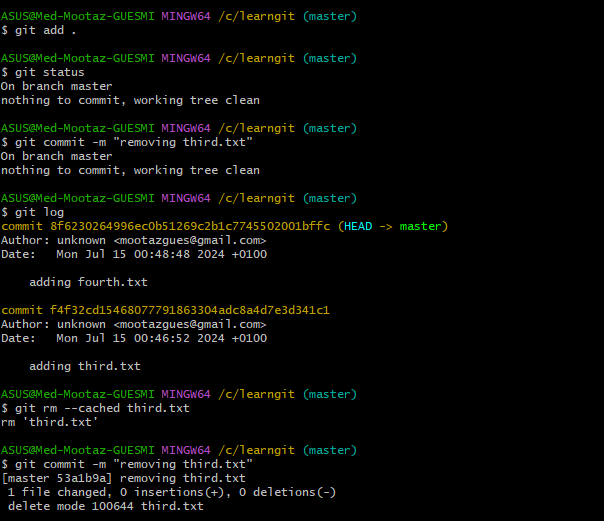 ASUS@Med-Mootaz-GUESMI MINGW64 /c/learngit (master)
$ git add .
ASUS@Med-Mootaz-GUESMI MINGW64 /c/learngit (master)
$ git status
On branch master
nothing to commit, working tree clean
ASUS@Med-Mootaz-GUESMI MINGW64 /c/learngit (master)
$ git commit -m "removing third.txt"
On branch master
nothing to commit, working tree clean
ASUS@Med-Mootaz-GUESMI MINGW64 /c/learngit (master)
$ git log
commit 8f6230264996ec0b51269c2b1c7745502001bffc (HEAD -> master)
Author: unknown <mootazgues@gmail.com>
Date:   Mon Jul 15 00:48:48 2024 +0100
    adding fourth.txt
commit f4f32cd15468077791863304adc8a4d7e3d341c1
Author: unknown <mootazgues@gmail.com>
Date:   Mon Jul 15 00:46:52 2024 +0100
    adding third.txt
ASUS@Med-Mootaz-GUESMI MINGW64 /c/learngit (master)
$ git rm --cached third.txt
rm 'third.txt'
ASUS@Med-Mootaz-GUESMI MINGW64 /c/learngit (master)
$ git commit -m "removing third.txt"
[master 53a1b9a] removing third.txt
 1 file changed, 0 insertions(+), 0 deletions(-)
 delete mode 100644 third.txt